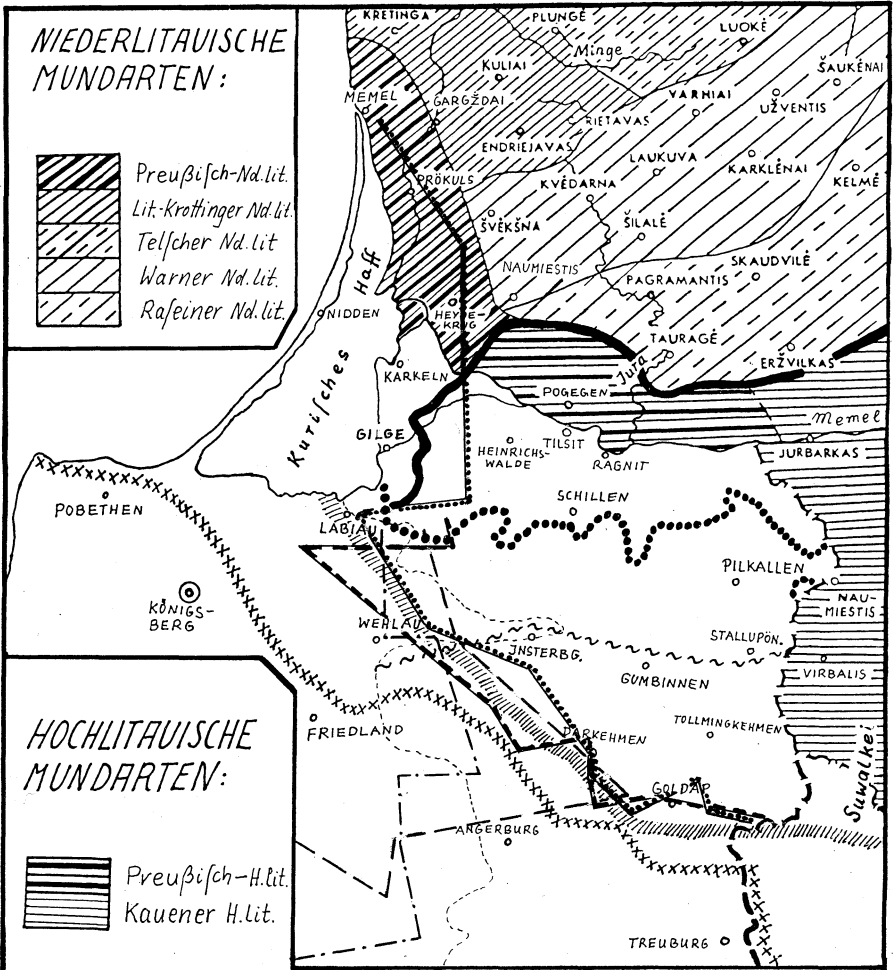 NIEDERLITAUISCHE
MUNDARTEN:
Preußiſch-Nd.lit.
Lit.-Krottinger Nd.lit.
Telſcher Nd.lit
Warner Nd.lit.
Raſeiner Nd.lit.
KRETINGA
PLUNGĖ
LUOKĖ
Minge
KULIAI
ŠAUKĖNAI
MEMEL
GARGŽDAI
VARNIAI
UŽVENTIS
RIETAVAS
ENDRIEJAVAS
LAUKUVA
KARKLĖNAI
PRÖKULS
KVĖDARNA
KELMĖ
ŠVĖKŠNA
ŠILALĖ
Haff
NAUMIESTIS
SKAUDVILĖ
PAGRAMANTIS
NIDDEN
HEYDE-
KRUG
TAURAGĖ
Kurisches
KARKELN
Jura
ERŽVILKAS
POGEGEN
Memel
GILGE
TILSIT
HEINRICHS-
WALDE
RAGNIT
JURBARKAS
SCHILLEN
POBETHEN
LABIAU
PILKALLEN
KÖNIGS-
BERG
NAU-
MIESTIS
WEHLAU
STALLUPÖN.
JNSTERBG.
GUMBINNEN
VIRBALIS
FRIEDLAND
TOLLMINGKEHMEN
DARKEHMEN
Suwalkei
GOLDAP
ANGERBURG
TREUBURG
HOCHLITAUISCHE
MUNDARTEN:
Preußiſch-H.lit.
Kauener H.lit.